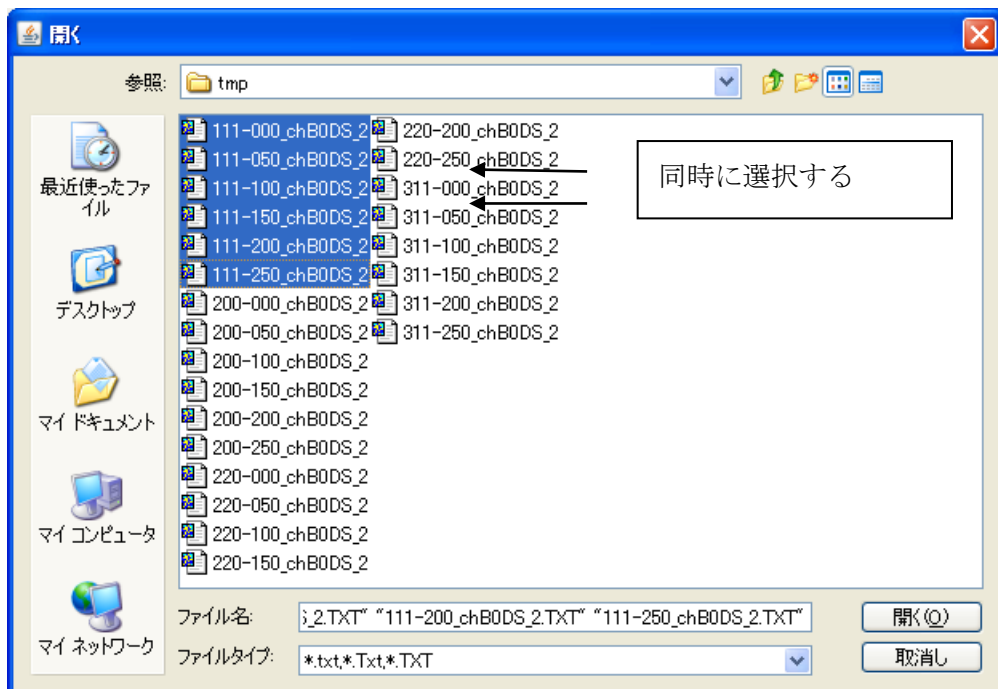 開く
参照:
tmp
最近使ったファ
イル
デスクトップ
マイ ドキュメント
マイ コンピュータ
マイ ネットワーク
111-000_chB0DS_2
111-050_chB0DS_2
111-100_chB0DS_2
111-150_chB0DS_2
111-200_chB0DS_2
111-250_chB0DS_2
200-000_chB0DS_2
200-050_chB0DS_2
200-100_chB0DS_2
200-150_chB0DS_2
200-200_chB0DS_2
200-250_chB0DS_2
220-000_chB0DS_2
220-050_chB0DS_2
220-100_chB0DS_2
220-150_chB0DS_2
220-200_chB0DS_2
220-250_chB0DS_2
311-000_chB0DS_2
311-050_chB0DS_2
311-100_chB0DS_2
311-150_chB0DS_2
311-200_chB0DS_2
311-250_chB0DS_2
同時に選択する
ファイル名:
_2.TXT" "111-200_chB0DS_2.TXT" "111-250_chB0DS_2.TXT"
開く(O)
ファイルタイプ:
*.txt,*.Txt,*.TXT
取消し